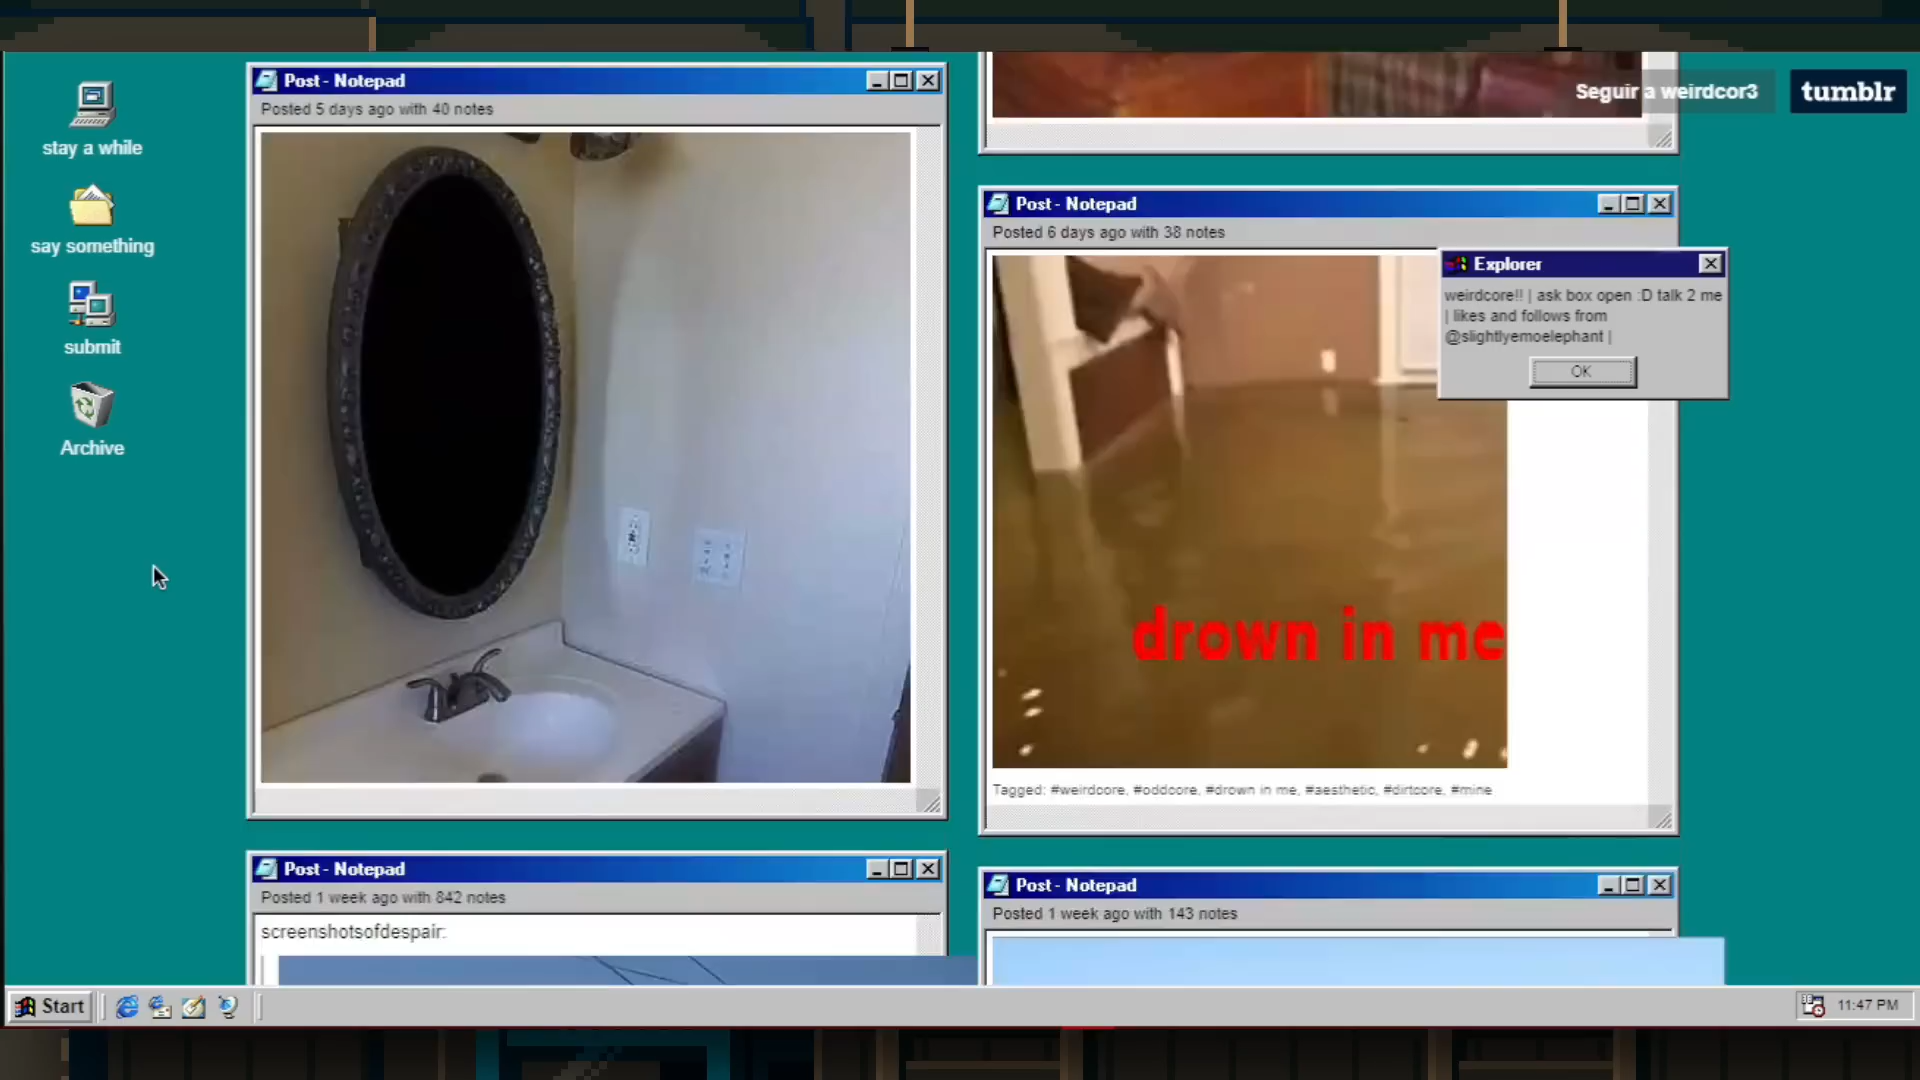 stay a while
say something
submit
Archive
Post - Notepad
Posted 5 days ago with 40 notes
Seguir a weirdcor3
tumblr
Post - Notepad
Posted 6 days ago with 38 notes
Explorer
weirdcore!! | ask box open :D talk 2 me
| likes and follows from
@slightlyemoelephant |
OK
drown in me
Tagged: #weirdcore, #oddcore, #drown in me, #aesthetic, #dirtcore, #mine
Post - Notepad
Posted 1 week ago with 842 notes
screenshotsofdespair:
Post - Notepad
Posted 1 week ago with 143 notes
Start
11:47 PM